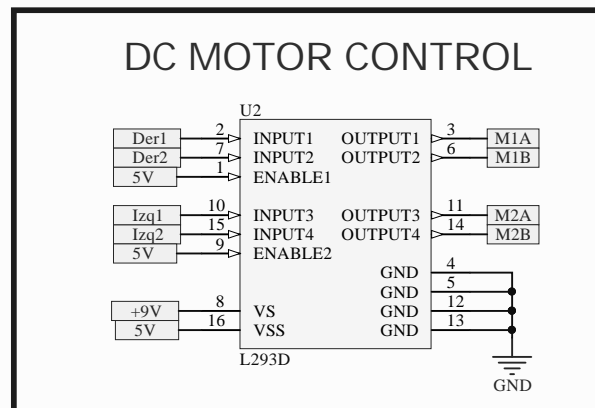 DC MOTOR CONTROL
U2
Der1 2 INPUT1 OUTPUT1 3 M1A
Der2 7 INPUT2 OUTPUT2 6 M1B
5V 1 ENABLE1
Izq1 10 INPUT3 OUTPUT3 11 M2A
Izq2 15 INPUT4 OUTPUT4 14 M2B
5V 9 ENABLE2
GND 4
GND 5
+9V 8 VS GND 12
5V 16 VSS GND 13
L293D
GND